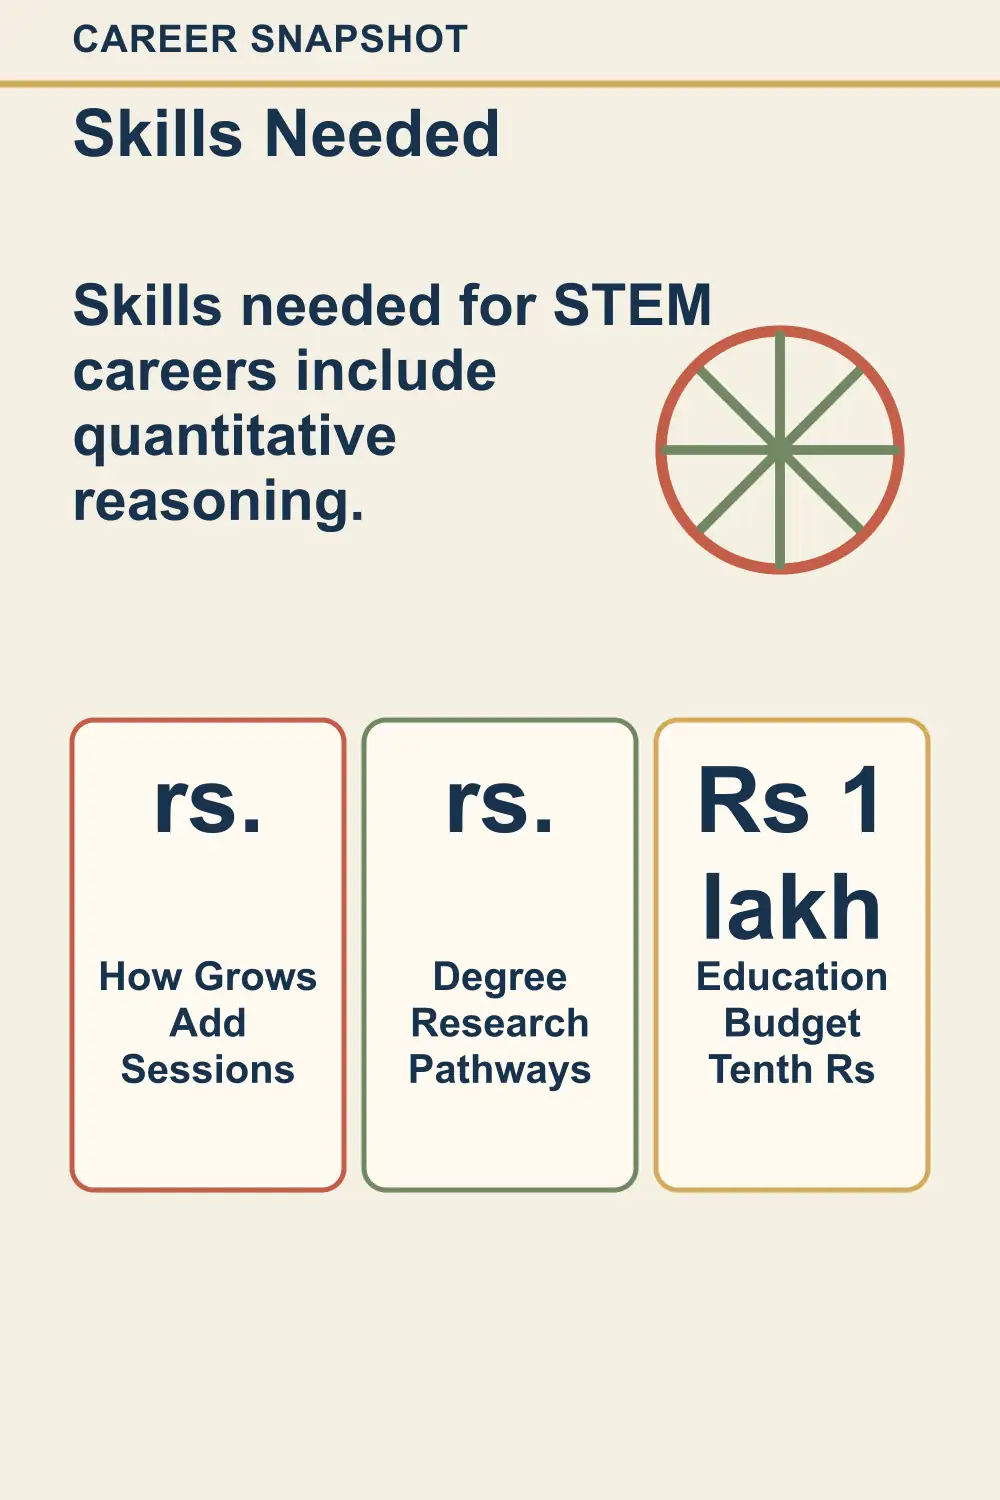 CAREER SNAPSHOT
Skills Needed
Skills needed for STEM
careers include
quantitative
reasoning.
rs.
How Grows
Add
Sessions
rs.
Degree
Research
Pathways
Rs 1
lakh
Education
Budget
Tenth Rs